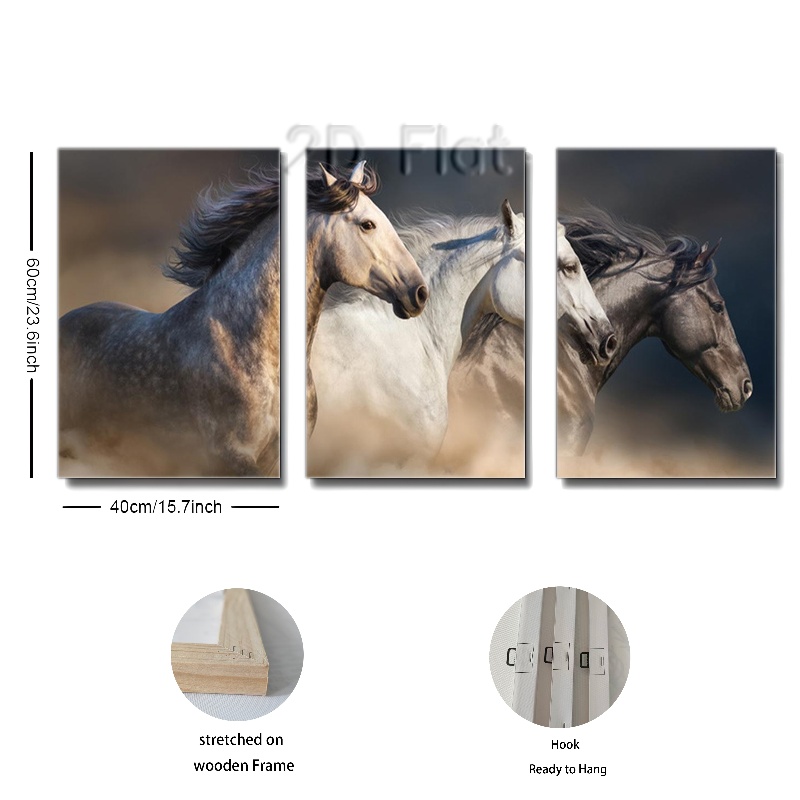 2D Flat
60cm/23.6inch
40cm/15.7inch
stretched on
wooden Frame
Hook
Ready to Hang